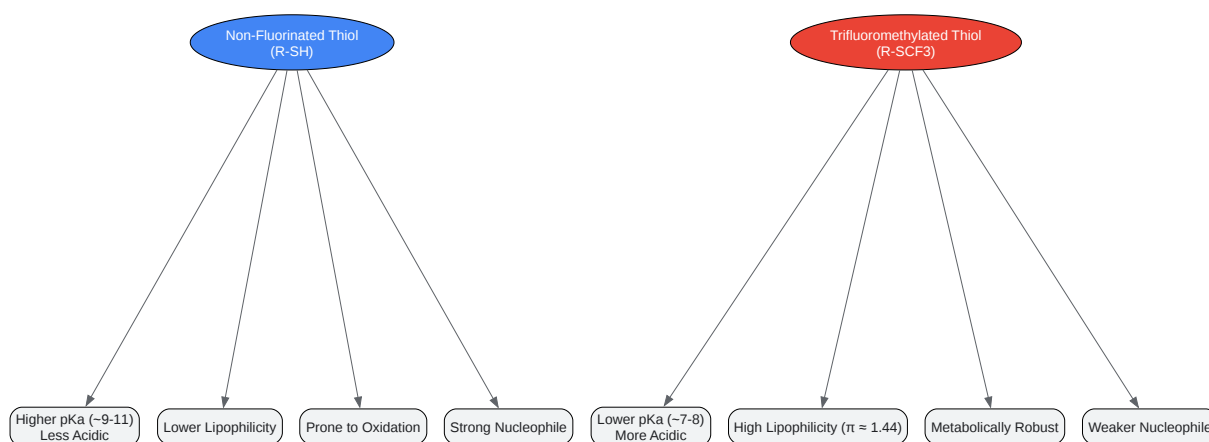 Non-Fluorinated Thiol
(R-SH)
Trifluoromethylated Thiol
(R-SCF3)
Higher pKa (~9-11)
Less Acidic
Lower Lipophilicity
Prone to Oxidation
Strong Nucleophile
Lower pKa (~7-8)
More Acidic
High Lipophilicity (π ≈ 1.44)
Metabolically Robust
Weaker Nucleophile